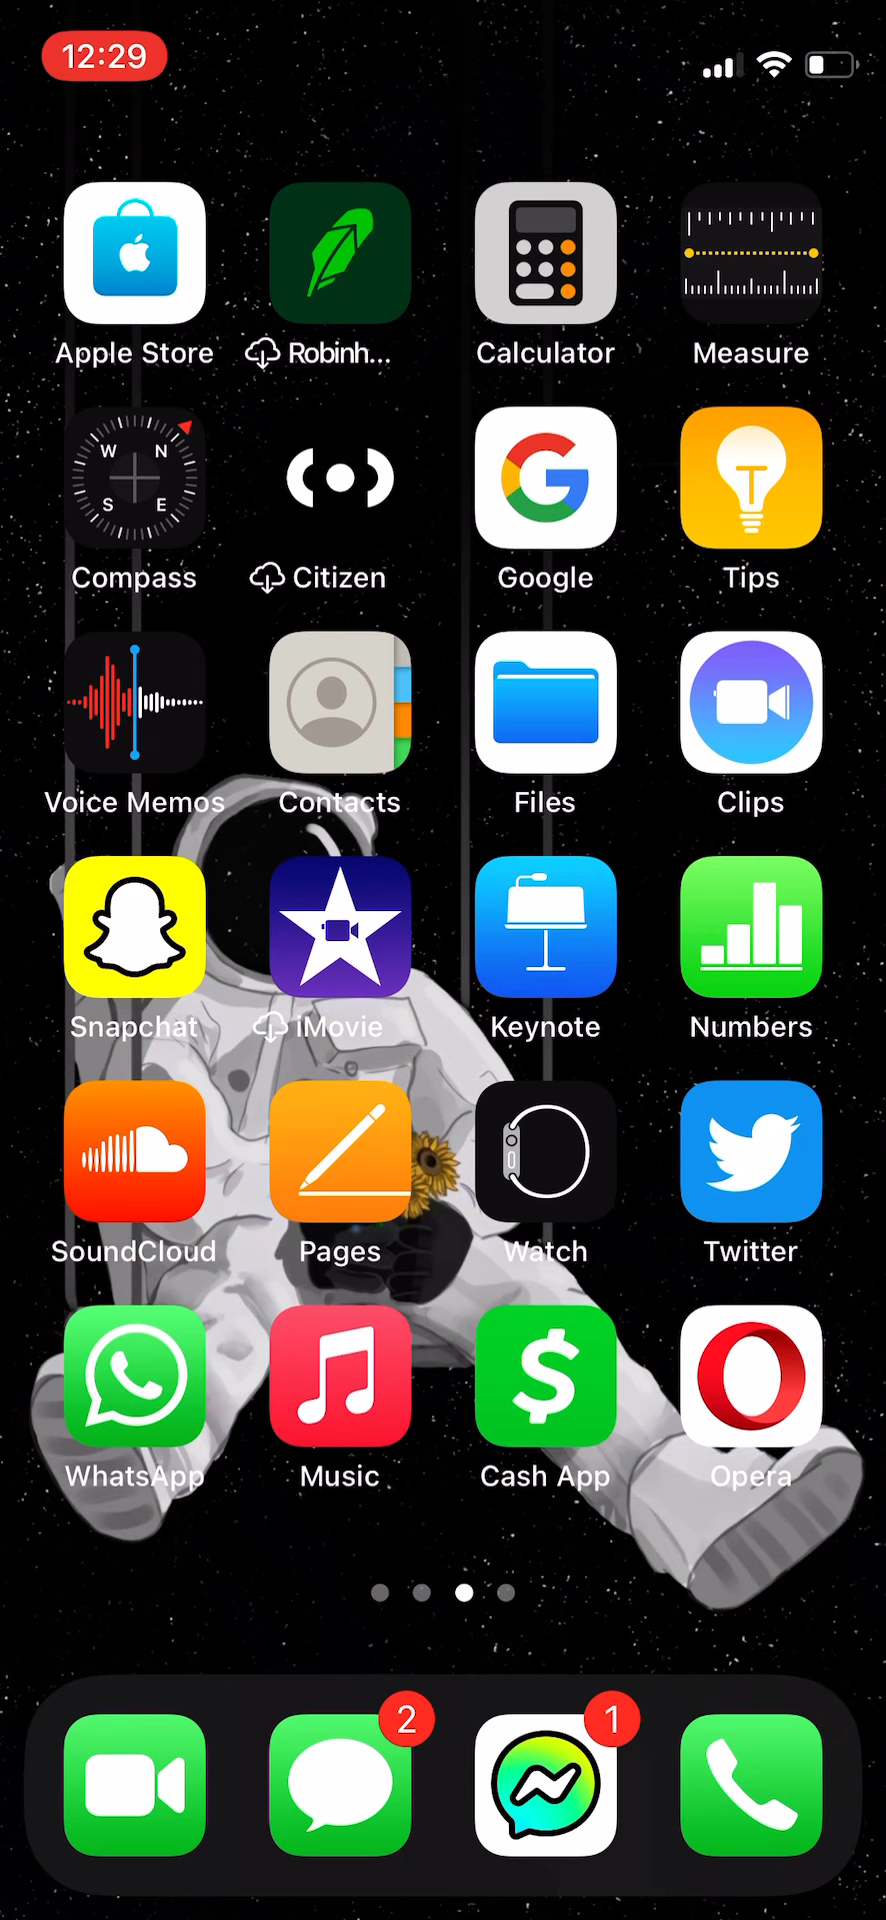 12:29
Apple Store Robinh... Calculator Measure
W N
S E
Compass Citizen Google Tips
Voice Memos Contacts Files Clips
Snapchat iMovie Keynote Numbers
SoundCloud Pages Watch Twitter
WhatsApp Music Cash App Opera
2 1